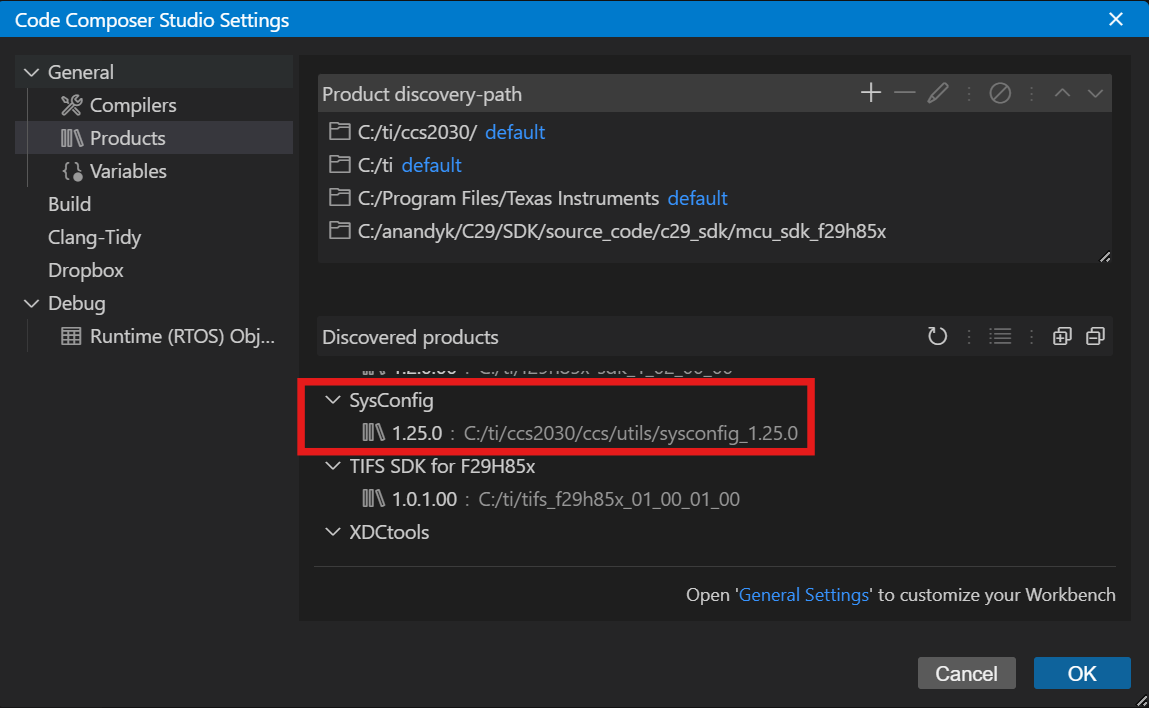 Code Composer Studio Settings
General
Compilers
Products
Variables
Build
Clang-Tidy
Dropbox
Debug
Runtime (RTOS) Obj...
Product discovery-path
C:/ti/ccs2030/ default
C:/ti default
C:/Program Files/Texas Instruments default
C:/anandyk/C29/SDK/source_code/c29_sdk/mcu_sdk_f29h85x
Discovered products
SysConfig
1.25.0 : C:/ti/ccs2030/ccs/utils/sysconfig_1.25.0
TIFS SDK for F29H85x
1.0.1.00 : C:/ti/tifs_f29h85x_01_00_01_00
XDCtools
Open 'General Settings' to customize your Workbench
Cancel
OK